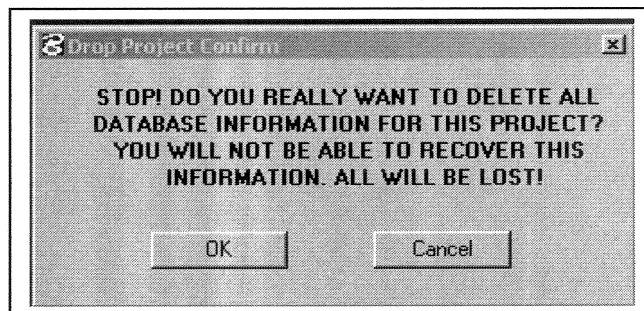 Drop Project Confirm
STOP! DO YOU REALLY WANT TO DELETE ALL
DATABASE INFORMATION FOR THIS PROJECT?
YOU WILL NOT BE ABLE TO RECOVER THIS
INFORMATION. ALL WILL BE LOST!
OK Cancel